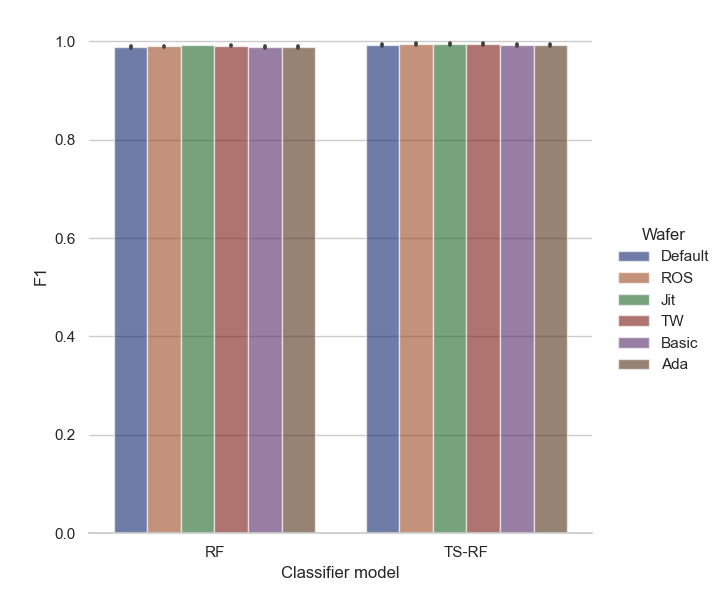 1.0
0.8
0.6
0.4
0.2
0.0
F1
RF
TS-RF
Classifier model
Wafer
Default
ROS
Jit
TW
Basic
Ada